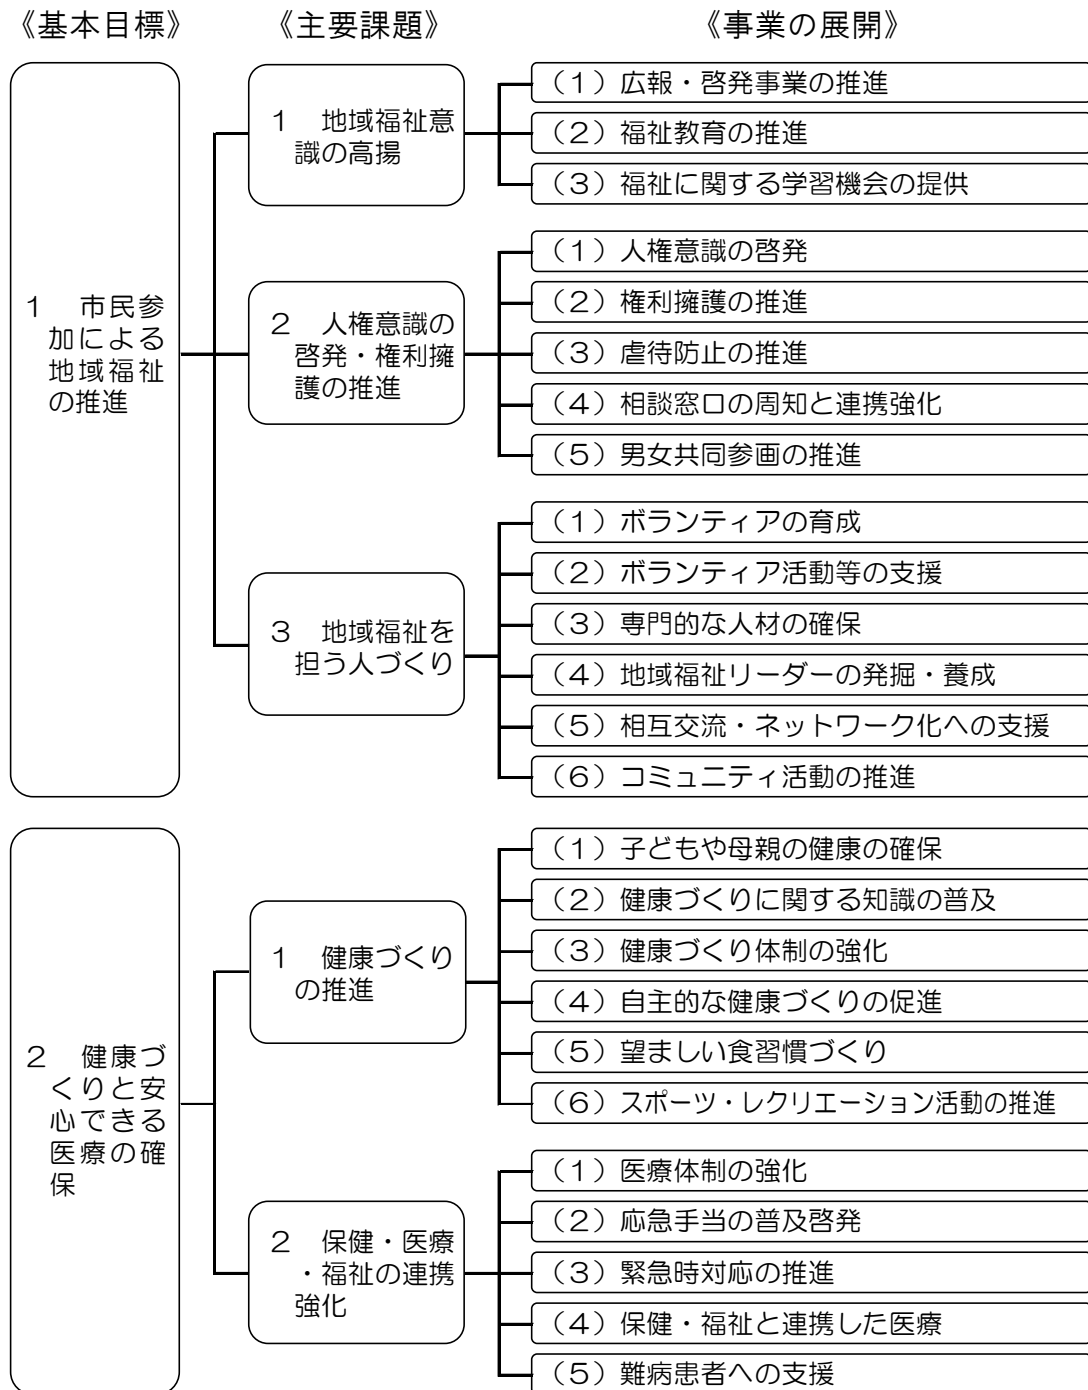 《基本目標》 《主要課題》 《事業の展開》
1 市民参
加による
地域福祉
の推進
1 地域福祉意
識の高揚
(1)広報・啓発事業の推進
(2)福祉教育の推進
(3)福祉に関する学習機会の提供
2 人権意識の
啓発・権利擁
護の推進
(1)人権意識の啓発
(2)権利擁護の推進
(3)虐待防止の推進
(4)相談窓口の周知と連携強化
(5)男女共同参画の推進
3 地域福祉を
担う人づくり
(1)ボランティアの育成
(2)ボランティア活動等の支援
(3)専門的な人材の確保
(4)地域福祉リーダーの発掘・養成
(5)相互交流・ネットワーク化への支援
(6)コミュニティ活動の推進
2 健康づ
くりと安
心できる
医療の確
保
1 健康づくり
の推進
(1)子どもや母親の健康の確保
(2)健康づくりに関する知識の普及
(3)健康づくり体制の強化
(4)自主的な健康づくりの促進
(5)望ましい食習慣づくり
(6)スポーツ・レクリエーション活動の推進
2 保健・医療
・福祉の連携
強化
(1)医療体制の強化
(2)応急手当の普及啓発
(3)緊急時対応の推進
(4)保健・福祉と連携した医療
(5)難病患者への支援